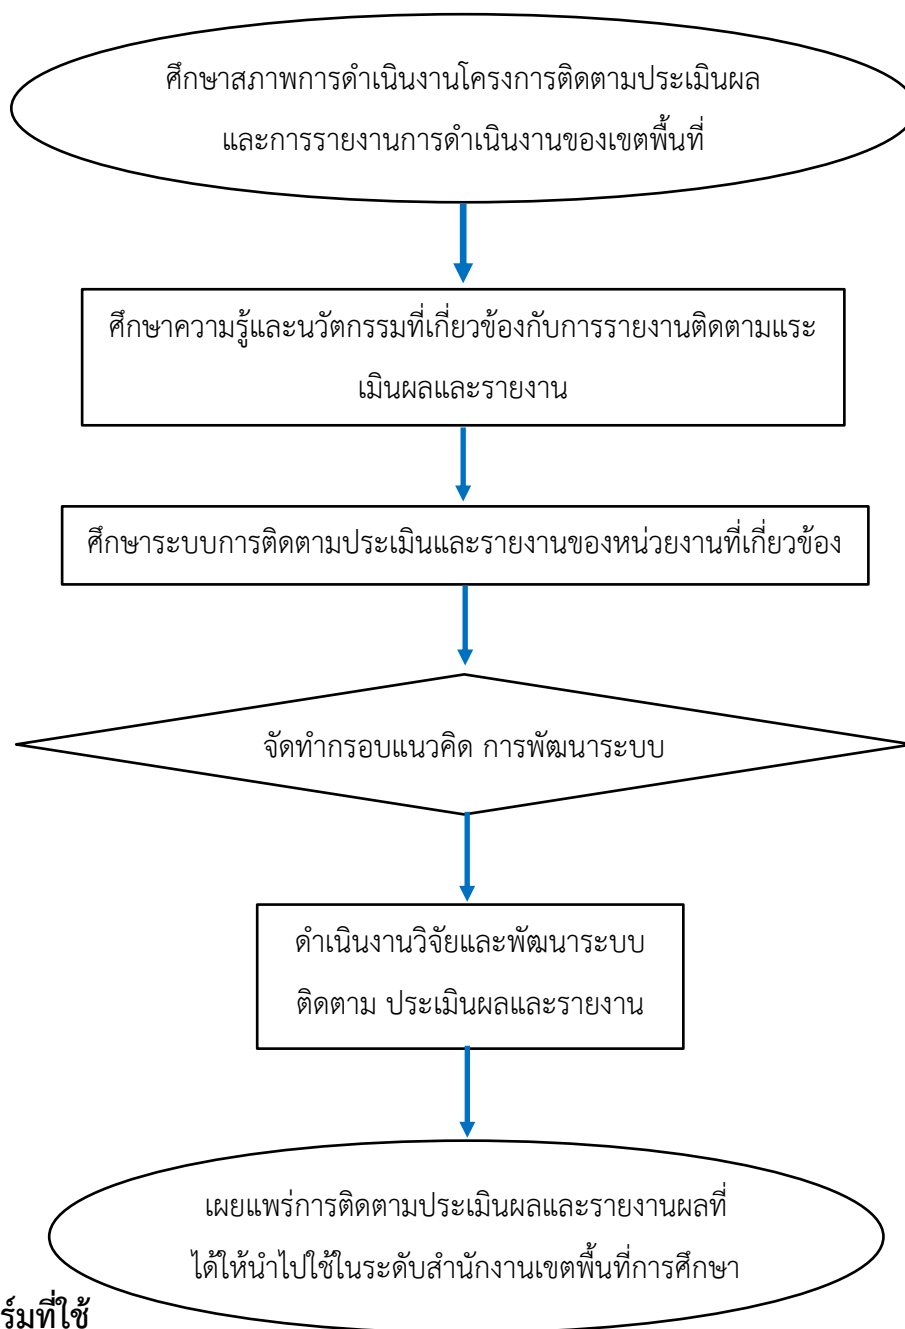 ศึกษาสภาพการดำเนินงานโครงการติดตามประเมินผล
และการรายงานการดำเนินงานของเขตพื้นที่
ศึกษาความรู้และนวัตกรรมที่เกี่ยวข้องกับการรายงานติดตามแระ
เมินผลและรายงาน
ศึกษาระบบการติดตามประเมินและรายงานของหน่วยงานที่เกี่ยวข้อง
จัดทำกรอบแนวคิด การพัฒนาระบบ
ดำเนินงานวิจัยและพัฒนาระบบ
ติดตาม ประเมินผลและรายงาน
เผยแพร่การติดตามประเมินผลและรายงานผลที่
ได้ให้นำไปใช้ในระดับสำนักงานเขตพื้นที่การศึกษา
ร์มที่ใช้